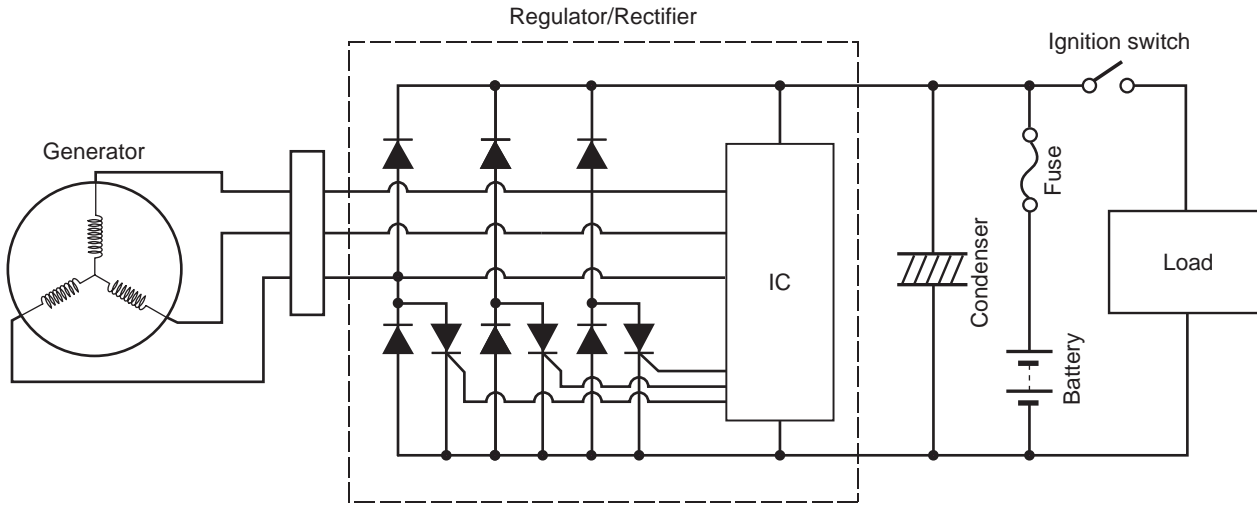 Regulator/Rectifier
Ignition switch
Generator
Fuse
IC
Condenser
Load
Battery